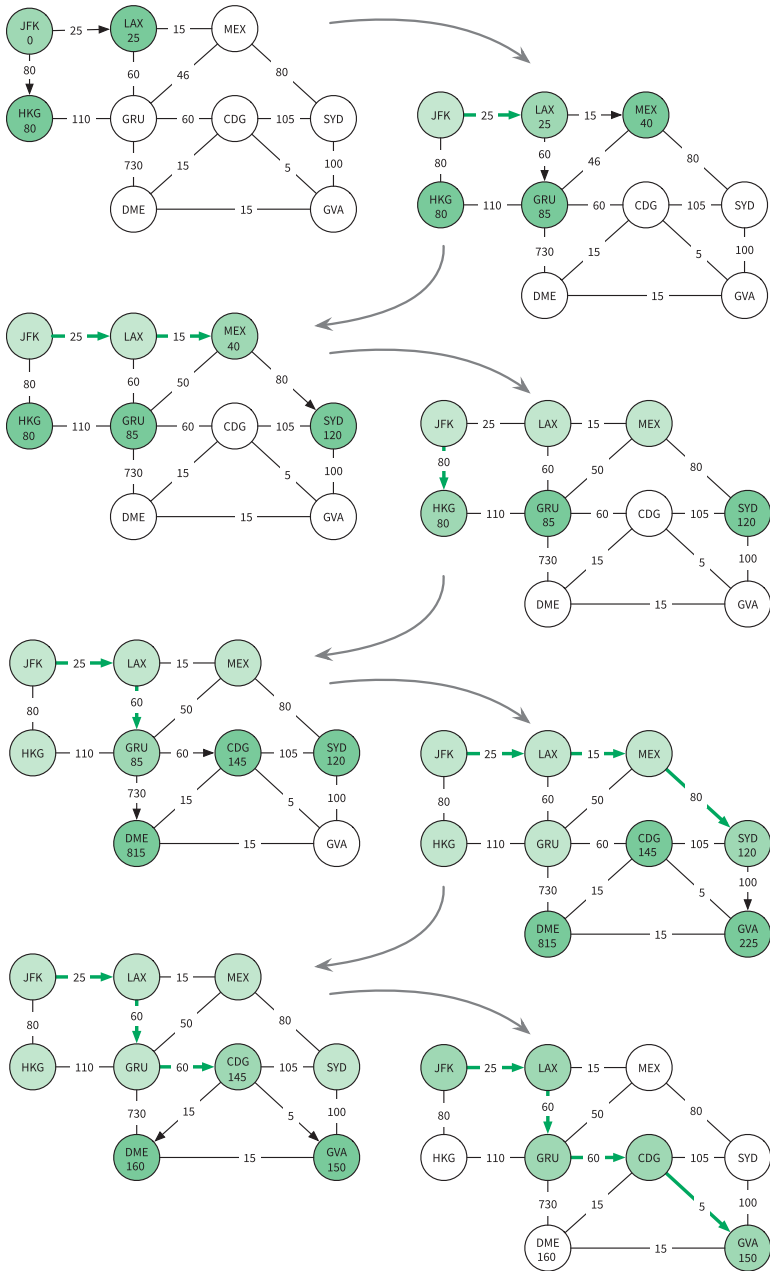 JFK 25 LAX 15 MEX
0 25
80 60 46 80
HKG 110 GRU 60 CDG 105 SYD
80
730 15 5 100
DME 15 GVA
JFK 25 LAX 15 MEX
25 40
80 60 46 80
HKG 110 GRU 60 CDG 105 SYD
80 85
730 15 5 100
DME 15 GVA
JFK 25 LAX 15 MEX
40
80 60 50 80
HKG 110 GRU 60 CDG 105 SYD
80 85 120
730 15 5 100
DME 15 GVA
JFK 25 LAX 15 MEX
80 60 50 80
HKG 110 GRU 60 CDG 105 SYD
80 85 120
730 15 5 100
DME 15 GVA
JFK 25 LAX 15 MEX
80 60 50 80
HKG 110 GRU 60 CDG 105 SYD
85 145 120
730 15 5 100
DME 15 GVA
815
JFK 25 LAX 15 MEX
80 60 50 80
HKG 110 GRU 60 CDG 105 SYD
145 120
730 15 5 100
DME 15 GVA
815 225
JFK 25 LAX 15 MEX
80 60 50 80
HKG 110 GRU 60 CDG 105 SYD
145
730 15 5 100
DME 15 GVA
160 150
JFK 25 LAX 15 MEX
80 60 50 80
HKG 110 GRU 60 CDG 105 SYD
730 15 5 100
DME 15 GVA
160 150